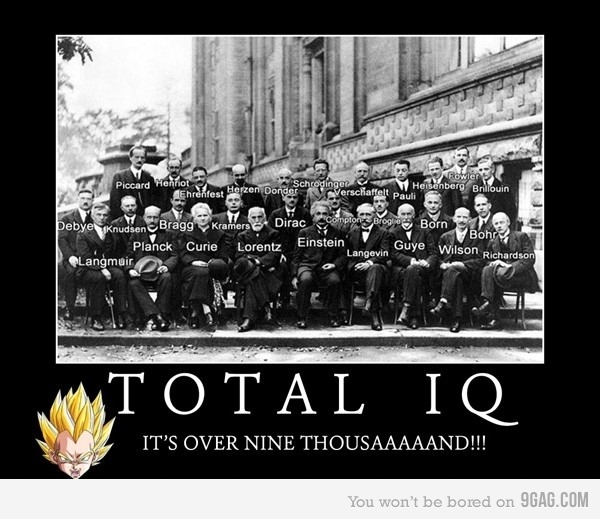 Piccard Henriot Ehrenfest Herzen Donder Schrodinger Verschaffelt Pauli Heisenberg Fowler Brillouin
Debye Knudsen Bragg Kramers Dirac Compton Broglie Born Bohr
Langmuir Planck Curie Lorentz Einstein Langevin Guye Wilson Richardson
TOTAL IQ
IT'S OVER NINE THOUSAAAAAND!!!
You won't be bored on 9GAG.COM